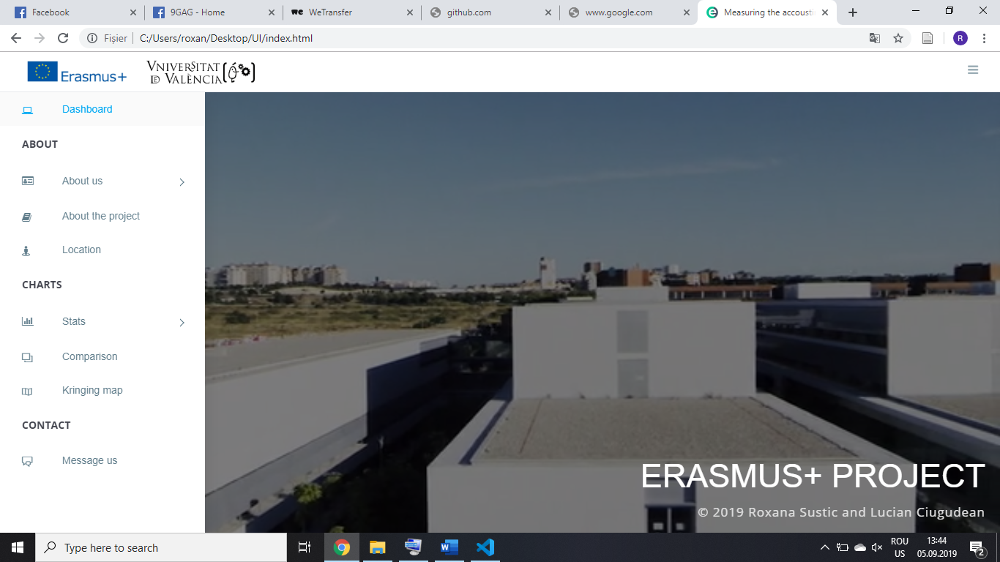 Facebook
9GAG - Home
WeTransfer
github.com
www.google.com
Measuring the accousti
Fișier
C:/Users/roxan/Desktop/UI/index.html
R
Erasmus+
VNIVERSITAT
DE VALÈNCIA
Dashboard
ABOUT
About us
About the project
Location
CHARTS
Stats
Comparison
Kringing map
CONTACT
Message us
ERASMUS+ PROJECT
© 2019 Roxana Sustic and Lucian Ciugudean
Type here to search
ROU
US
13:44
05.09.2019
2